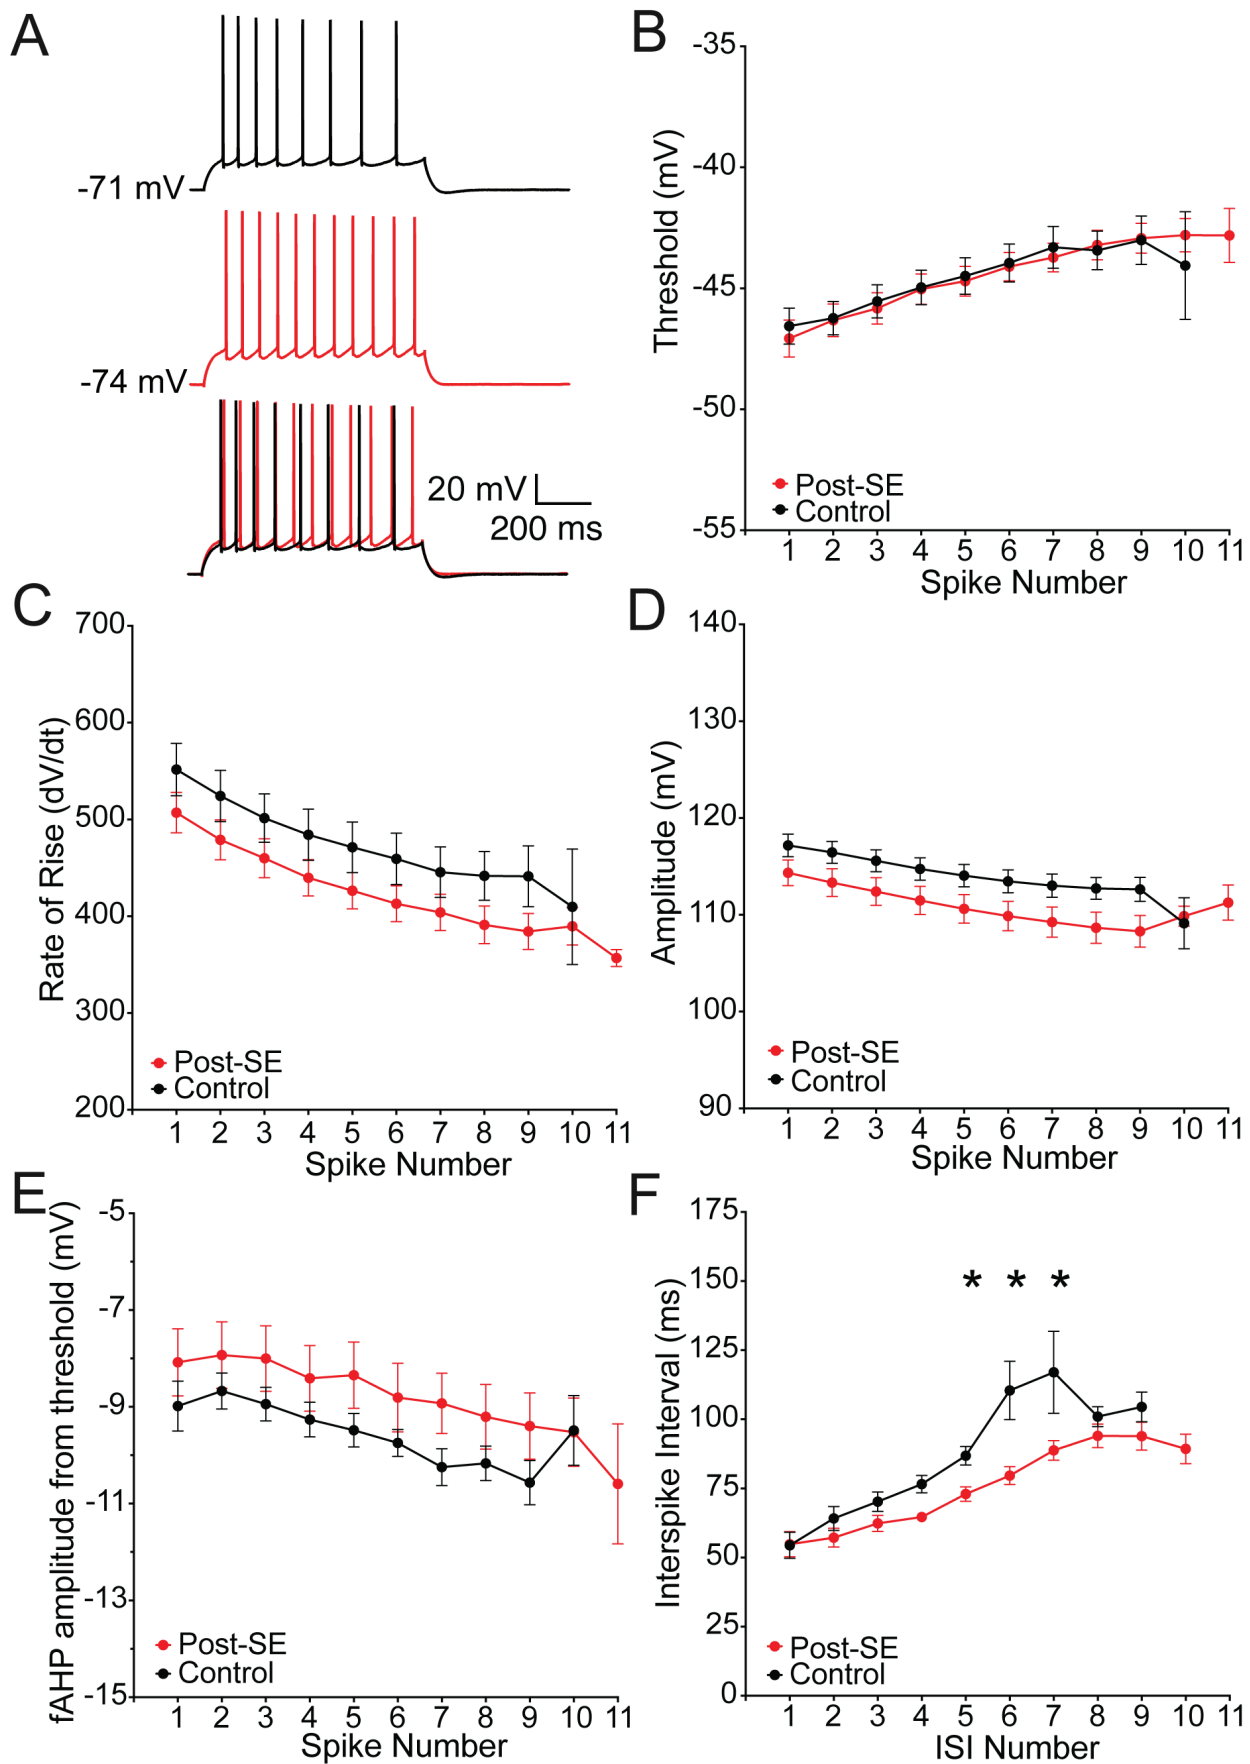 A
-71 mV
-74 mV
20 mV
200 ms
B
Threshold (mV)
-35
-40
-45
-50
-55
Post-SE
Control
1 2 3 4 5 6 7 8 9 10 11
Spike Number
C
Rate of Rise (dV/dt)
700
600
500
400
300
200
Post-SE
Control
1 2 3 4 5 6 7 8 9 10 11
Spike Number
D
Amplitude (mV)
140
130
120
110
100
90
Post-SE
Control
1 2 3 4 5 6 7 8 9 10 11
Spike Number
E
fAHP amplitude from threshold (mV)
-5
-7
-9
-11
-13
-15
Post-SE
Control
1 2 3 4 5 6 7 8 9 10 11
Spike Number
F
Interspike Interval (ms)
175
150
125
100
75
50
25
0
* * *
Post-SE
Control
1 2 3 4 5 6 7 8 9 10 11
ISI Number